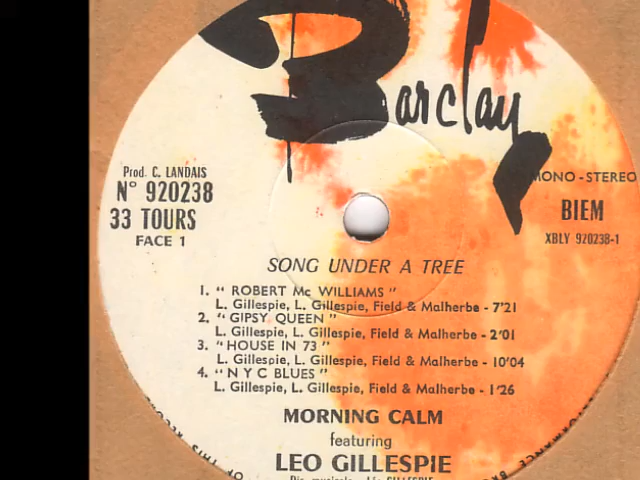 Barclay
Prod. C. LANDAIS
N° 920238
33 TOURS
FACE 1
MONO - STEREO
BIEM
XBLY 920238-1
SONG UNDER A TREE
1. " ROBERT Mc WILLIAMS "
L. Gillespie, L. Gillespie, Field & Malherbe - 7'21
2. " GIPSY QUEEN "
L. Gillespie, L. Gillespie, Field & Malherbe - 2'01
3. " HOUSE IN 73 "
L. Gillespie, L. Gillespie, Field & Malherbe - 10'04
4. " N Y C BLUES "
L. Gillespie, L. Gillespie, Field & Malherbe - 1'26
MORNING CALM
featuring
LEO GILLESPIE
OF THIS